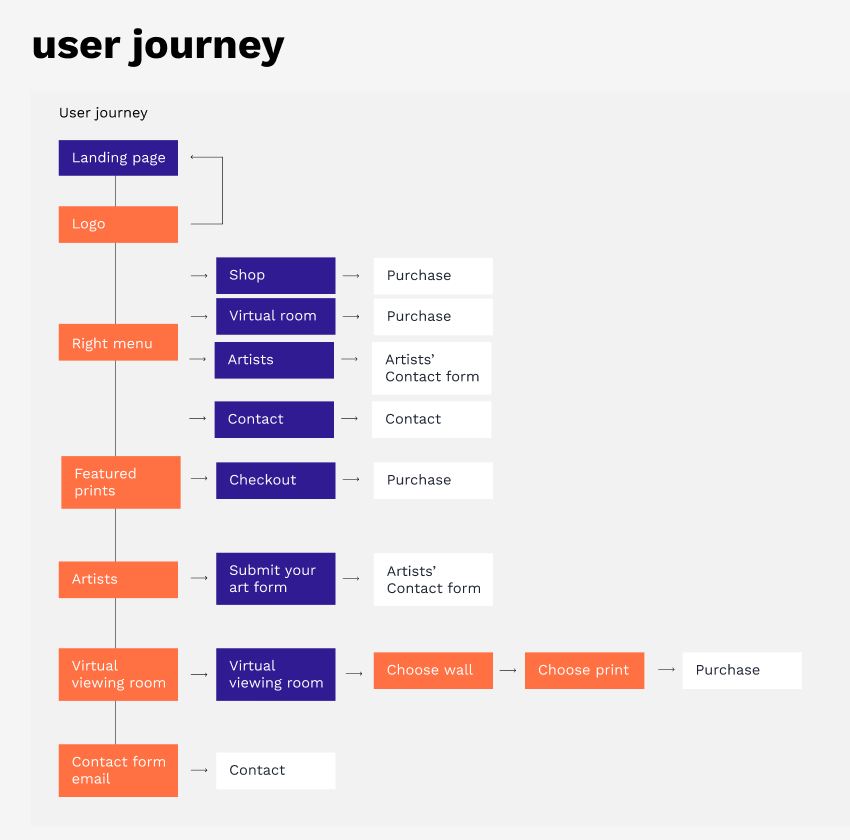 user journey
User journey
Landing page
Logo
Shop
Purchase
Virtual room
Purchase
Right menu
Artists
Artists’
Contact form
Contact
Contact
Featured
prints
Checkout
Purchase
Artists
Submit your
art form
Artists’
Contact form
Virtual
viewing room
Virtual
viewing room
Choose wall
Choose print
Purchase
Contact form
email
Contact